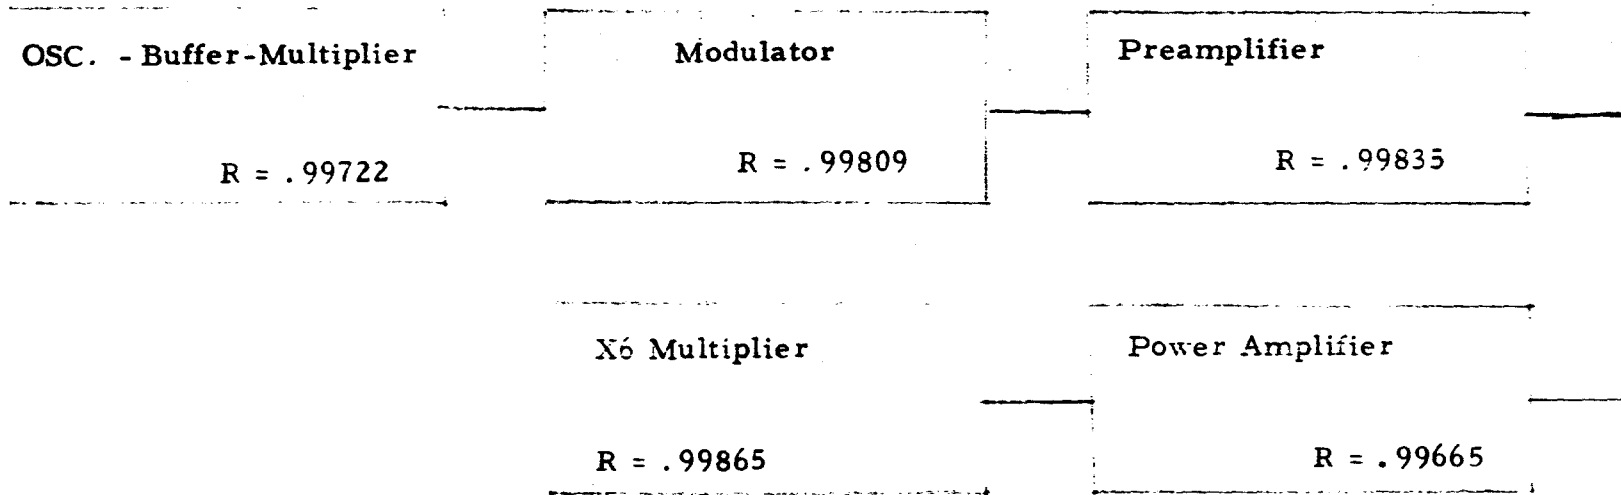 OSC. - Buffer-Multiplier
R = .99722
Modulator
R = .99809
Preamplifier
R = .99835
X6 Multiplier
R = .99865
Power Amplifier
R = .99665